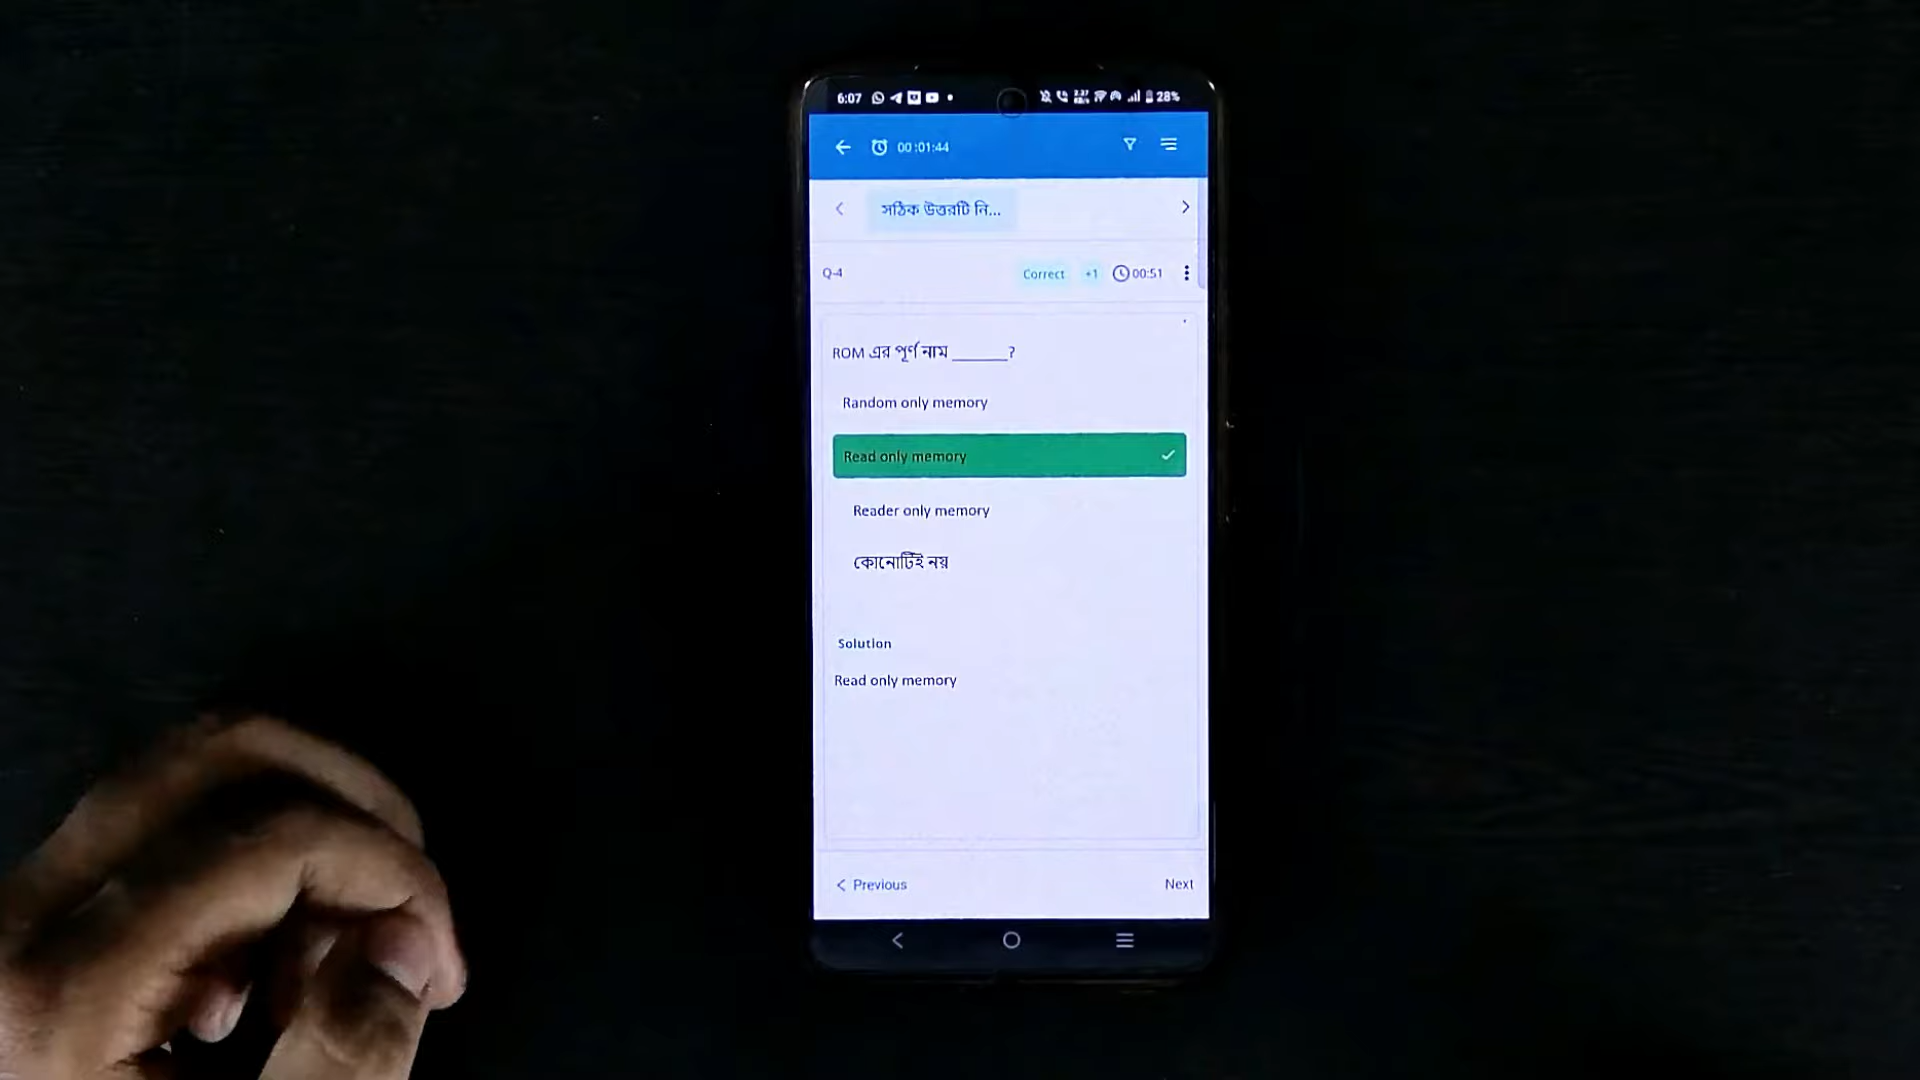 6:07 28%
00:01:44
সঠিক উত্তরটি নি...
Q-4 Correct +1 00:51
ROM এর পূর্ণ নাম ______?
Random only memory
Read only memory
Reader only memory
কোনোটিই নয়
Solution
Read only memory
Previous Next